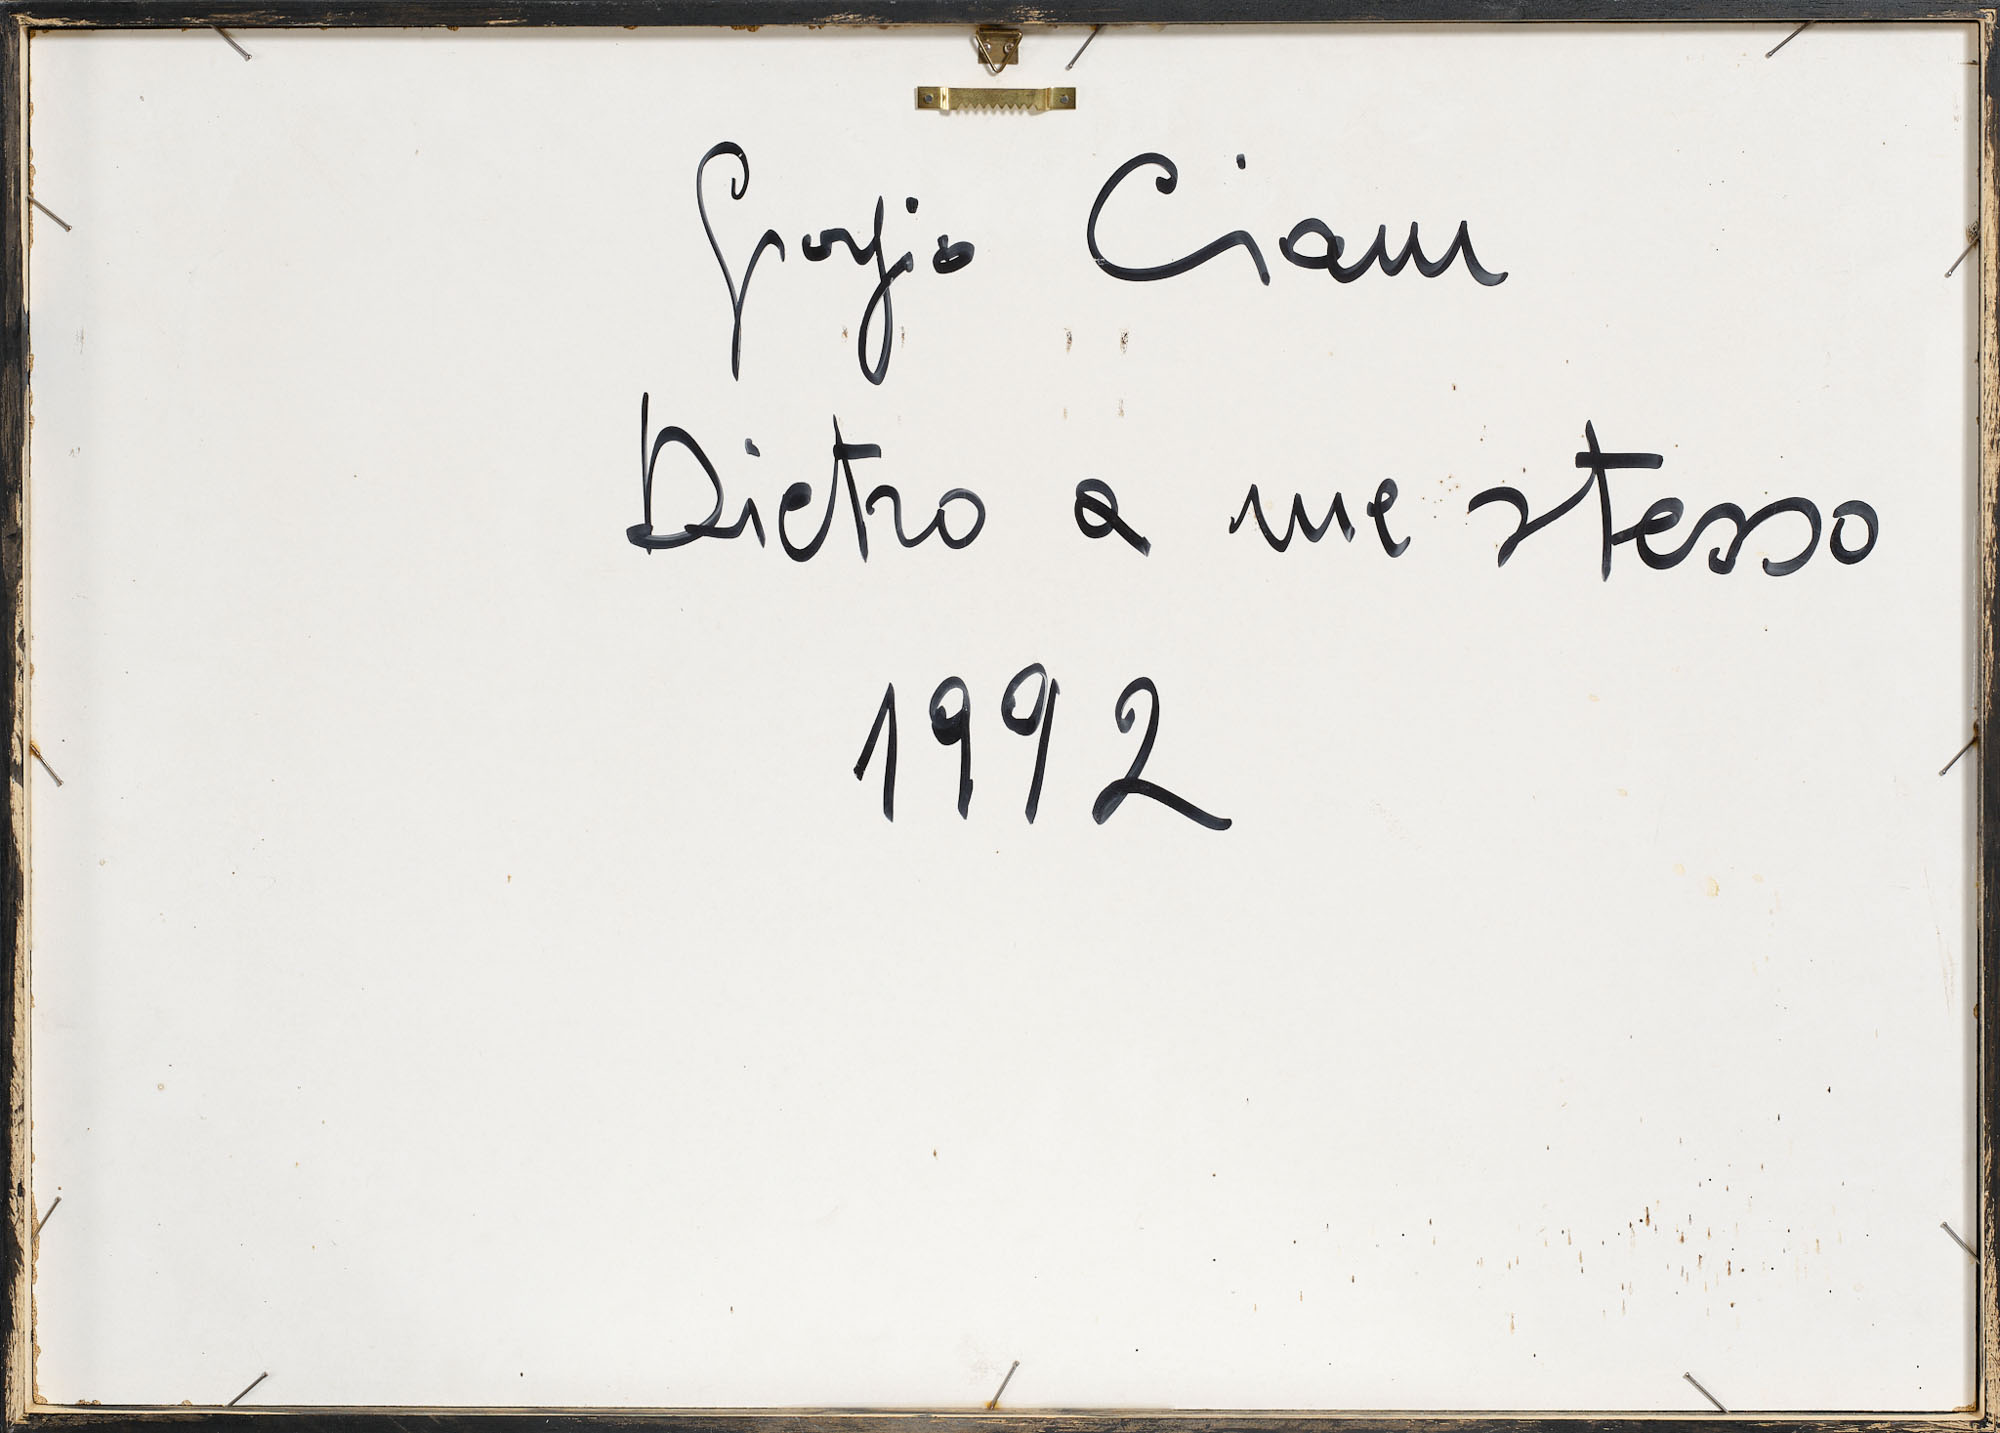 Giorgio Ciam
Dietro a me stesso
1992